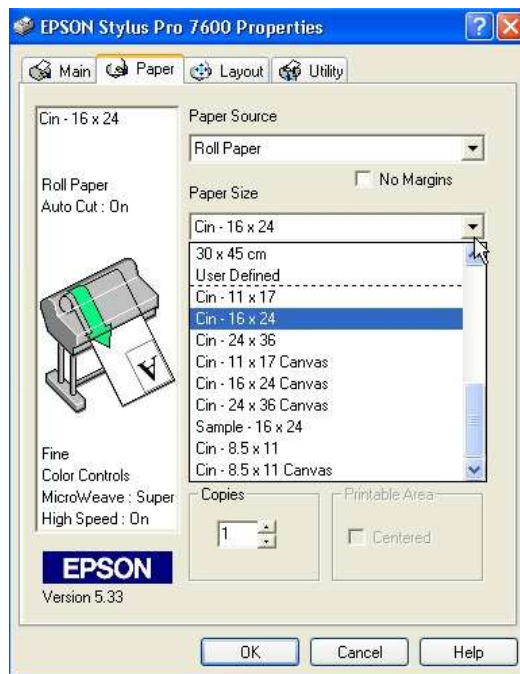 EPSON Stylus Pro 7600 Properties
Main
Paper
Layout
Utility
Cin - 16 x 24
Roll Paper
Auto Cut : On
A
Fine
Color Controls
MicroWeave : Super
High Speed : On
EPSON
Version 5.33
Paper Source
Roll Paper
No Margins
Paper Size
Cin - 16 x 24
30 x 45 cm
User Defined
Cin - 11 x 17
Cin - 16 x 24
Cin - 24 x 36
Cin - 11 x 17 Canvas
Cin - 16 x 24 Canvas
Cin - 24 x 36 Canvas
Sample - 16 x 24
Cin - 8.5 x 11
Cin - 8.5 x 11 Canvas
Copies
1
Printable Area
Centered
OK
Cancel
Help